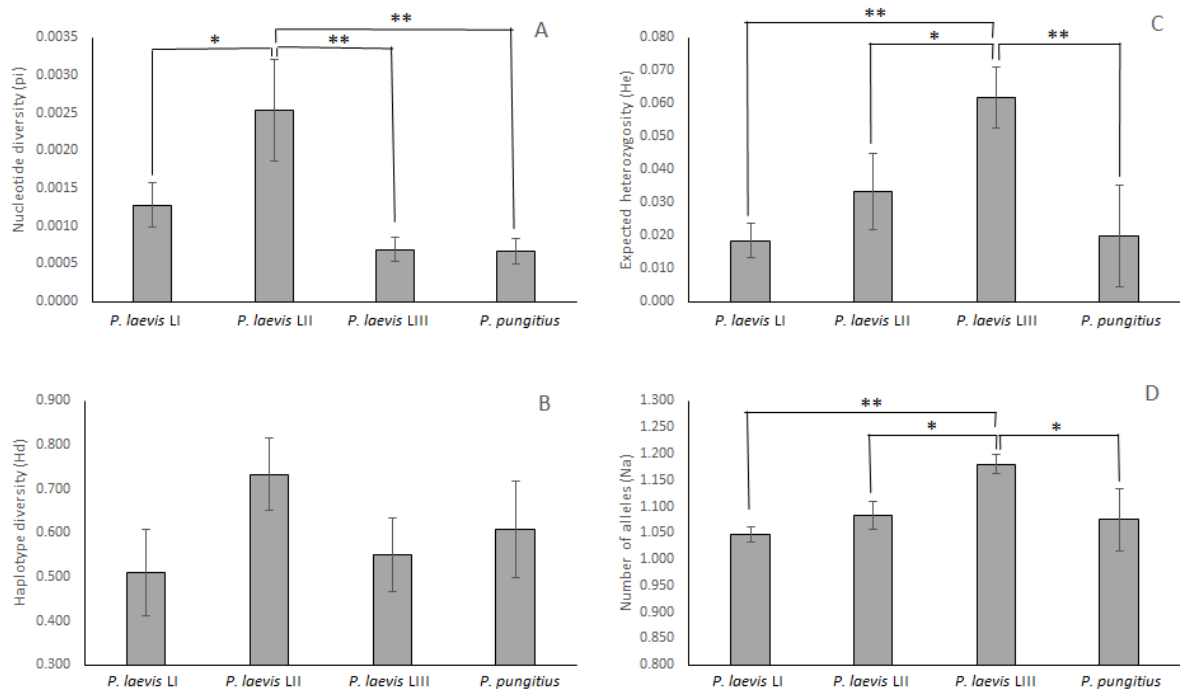 A
Nucleotide diversity (pi)
0.0035
0.0030
0.0025
0.0020
0.0015
0.0010
0.0005
0.0000
*
**
**
P. laevis LI
P. laevis LII
P. laevis LIII
P. pungitius
C
Expected heterozygosity (He)
0.080
0.070
0.060
0.050
0.040
0.030
0.020
0.010
0.000
**
*
**
P. laevis LI
P. laevis LII
P. laevis LIII
P. pungitius
B
Haplotype diversity (Hd)
0.900
0.800
0.700
0.600
0.500
0.400
0.300
P. laevis LI
P. laevis LII
P. laevis LIII
P. pungitius
D
Number of alleles (Na)
1.300
1.250
1.200
1.150
1.100
1.050
1.000
0.950
0.900
0.850
0.800
**
*
*
P. laevis LI
P. laevis LII
P. laevis LIII
P. pungitius